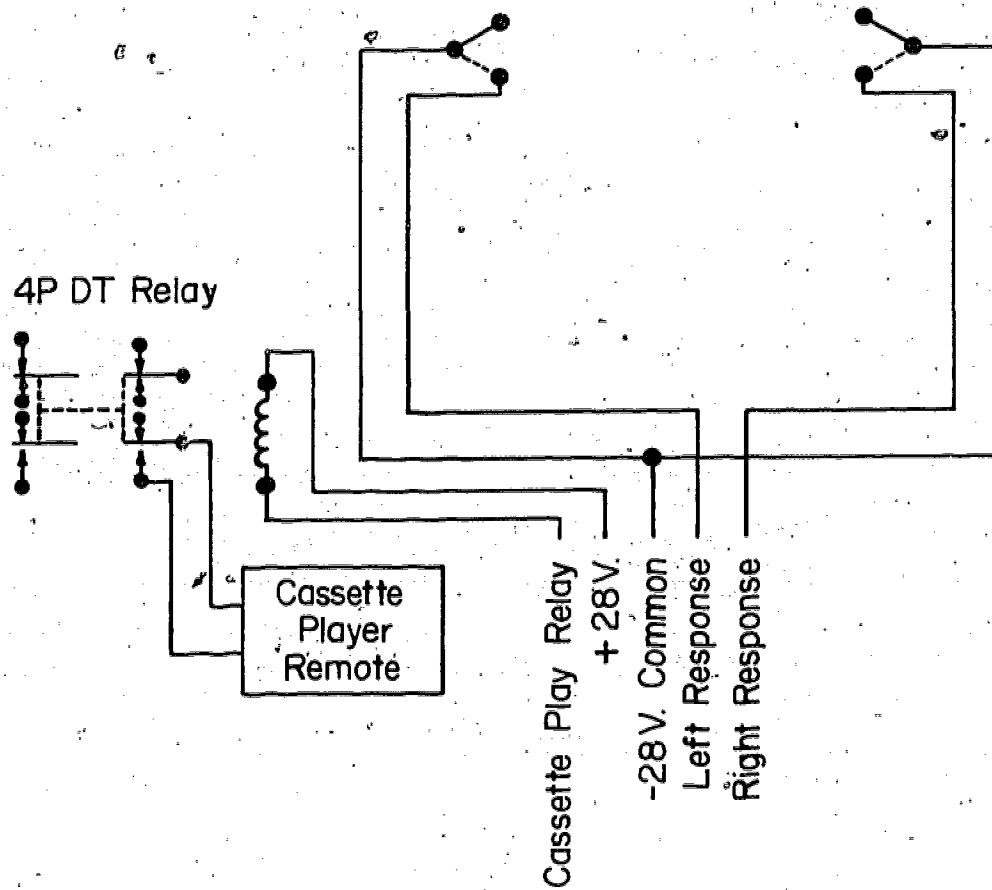 4P DT Relay
Cassette
Player
Remote
Cassette Play Relay
+28V.
-28V. Common
Left Response
Right Response